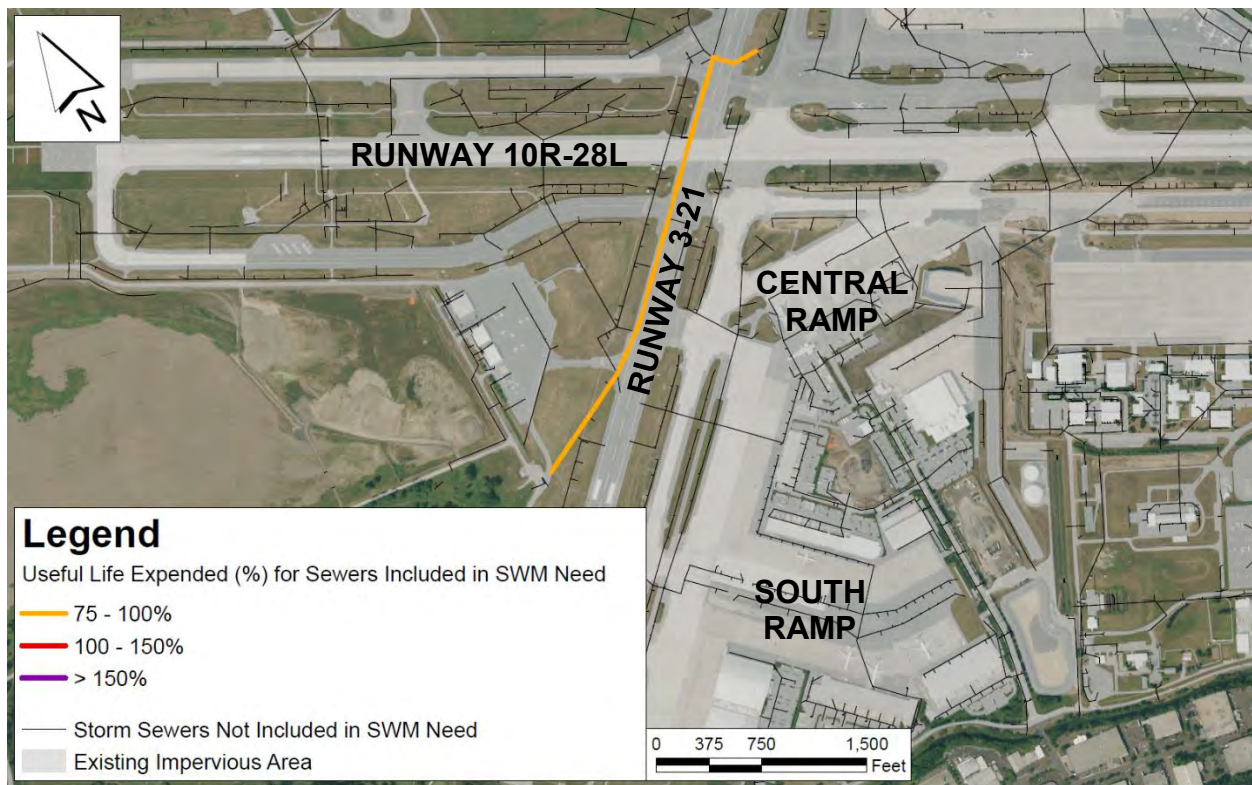 N
RUNWAY 10R-28L
RUNWAY 3-21
CENTRAL
RAMP
SOUTH
RAMP
Legend
Useful Life Expended (%) for Sewers Included in SWM Need
75 - 100%
100 - 150%
> 150%
Storm Sewers Not Included in SWM Need
Existing Impervious Area
0 375 750 1,500
Feet